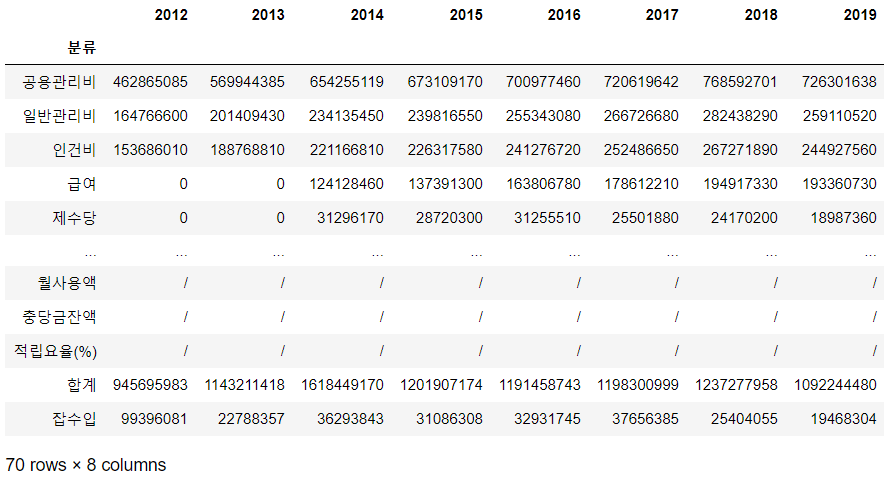 2012 2013 2014 2015 2016 2017 2018 2019
분류
공용관리비 462865085 569944385 654255119 673109170 700977460 720619642 768592701 726301638
일반관리비 164766600 201409430 234135450 239816550 255343080 266726680 282438290 259110520
인건비 153686010 188768810 221166810 226317580 241276720 252486650 267271890 244927560
급여 0 0 124128460 137391300 163806780 178612210 194917330 193360730
제수당 0 0 31296170 28720300 31255510 25501880 24170200 18987360
... ... ... ... ... ... ... ... ...
월사용액 / / / / / / / /
충당금잔액 / / / / / / / /
적립요율(%) / / / / / / / /
합계 945695983 1143211418 1618449170 1201907174 1191458743 1198300999 1237277958 1092244480
잡수입 99396081 22788357 36293843 31086308 32931745 37656385 25404055 19468304
70 rows × 8 columns